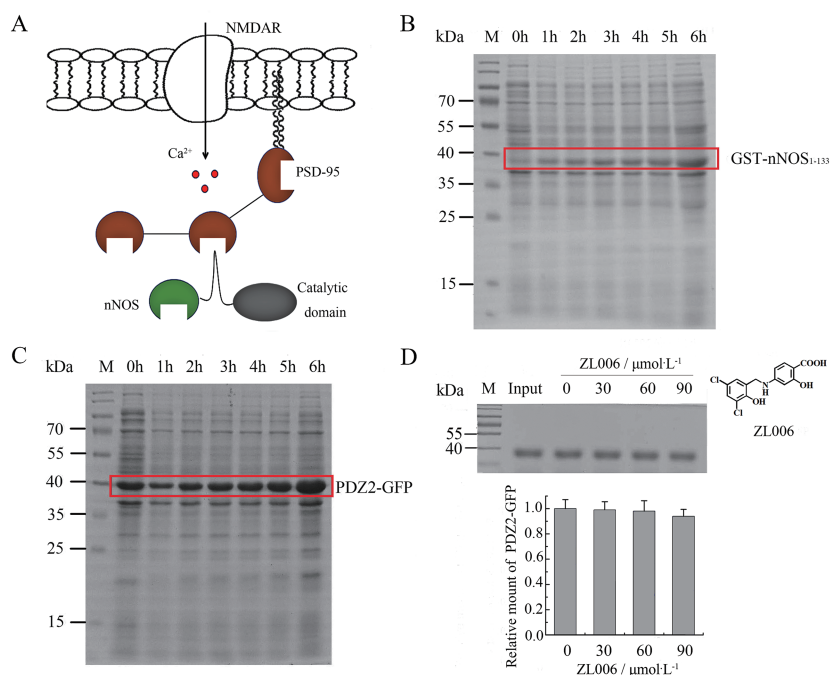 A
NMDAR
Ca²⁺
PSD-95
nNOS
Catalytic
domain
B
kDa M 0h 1h 2h 3h 4h 5h 6h
70
55
40
35
25
15
GST-nNOS₁₋₁₃₃
C
kDa M 0h 1h 2h 3h 4h 5h 6h
70
55
40
35
25
15
PDZ2-GFP
D
ZL006 / μmol·L⁻¹
kDa M Input 0 30 60 90
55
40
Cl
Cl
OH
N
H
COOH
OH
ZL006
Relative mount of PDZ2-GFP
1.0
0.8
0.6
0.4
0.2
0.0
0 30 60 90
ZL006 / μmol·L⁻¹